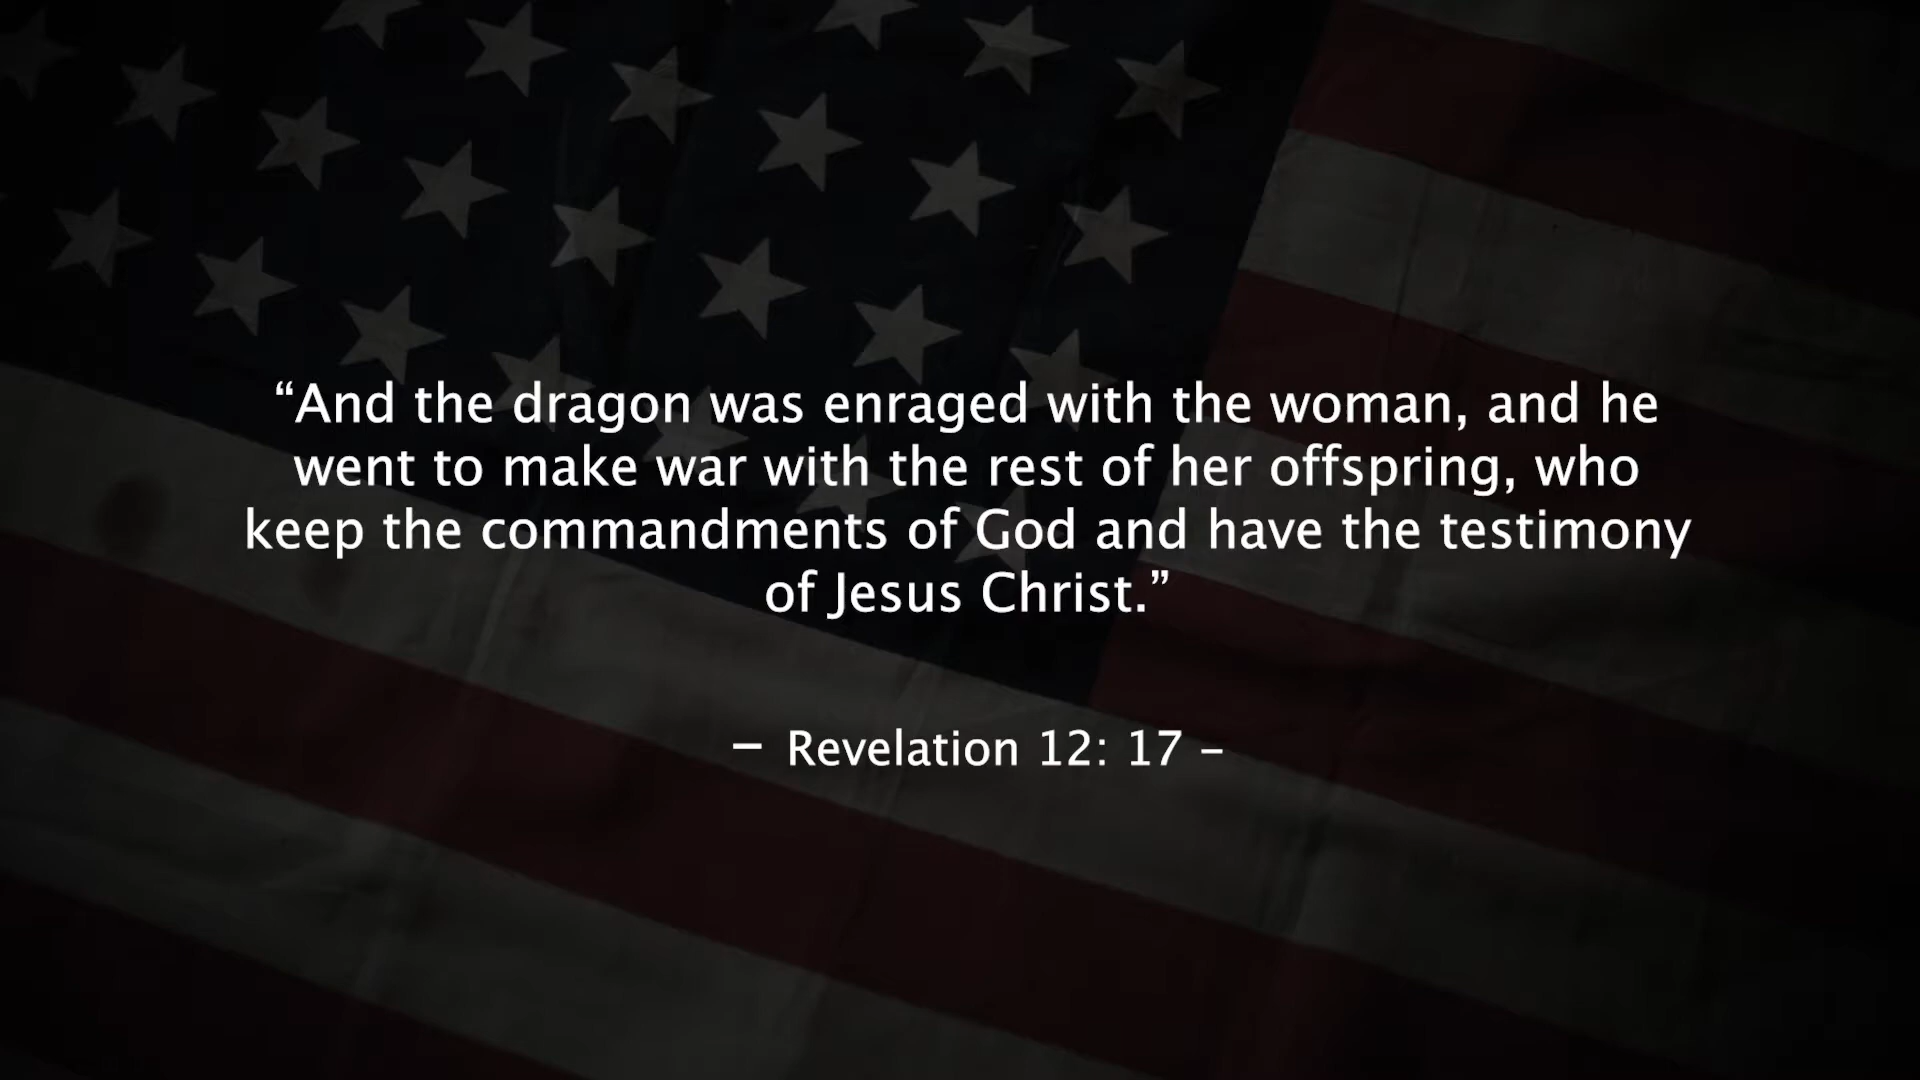 “And the dragon was enraged with the woman, and he
went to make war with the rest of her offspring, who
keep the commandments of God and have the testimony
of Jesus Christ.”
– Revelation 12: 17 –